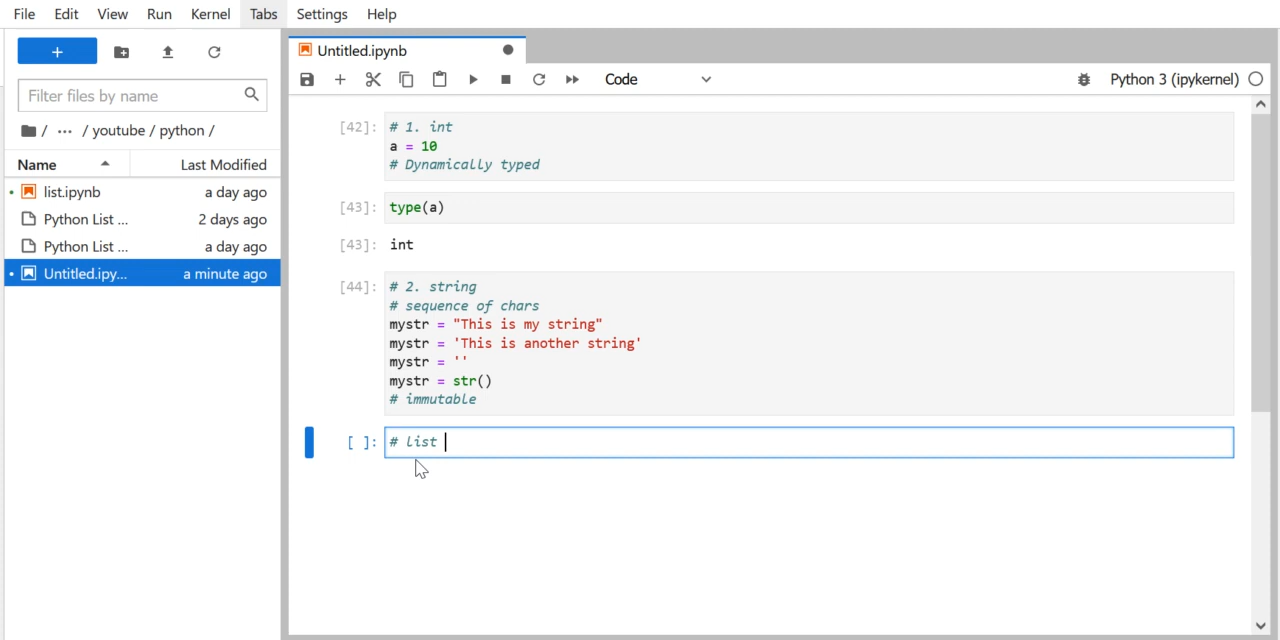 File Edit View Run Kernel Tabs Settings Help
+
Filter files by name
/ ··· / youtube / python /
Name Last Modified
list.ipynb a day ago
Python List ... 2 days ago
Python List ... a day ago
Untitled.ipy... a minute ago
Untitled.ipynb
Code
Python 3 (ipykernel)
[42]: # 1. int
a = 10
# Dynamically typed
[43]: type(a)
[43]: int
[44]: # 2. string
# sequence of chars
mystr = "This is my string"
mystr = 'This is another string'
mystr = ''
mystr = str()
# immutable
[ ]: # list